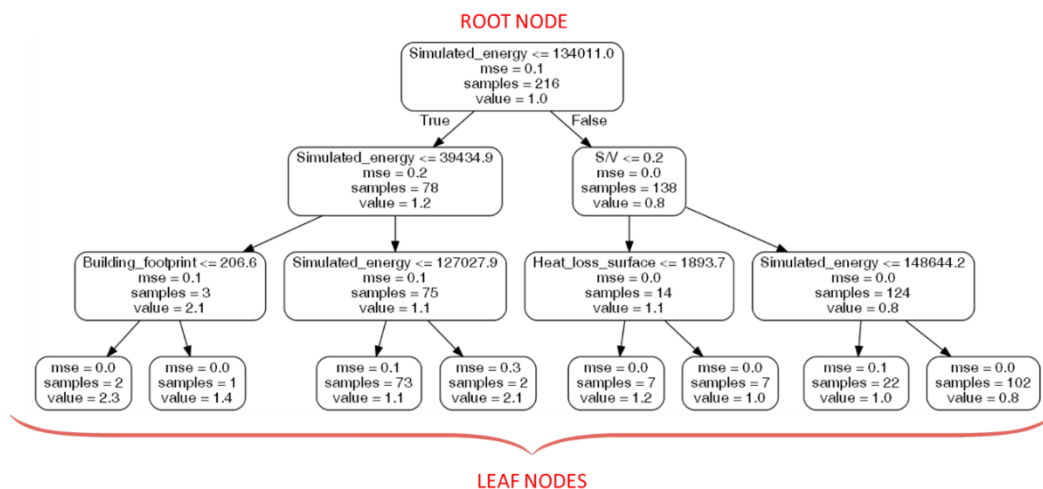 ROOT NODE
Simulated_energy <= 134011.0
mse = 0.1
samples = 216
value = 1.0
True
False
Simulated_energy <= 39434.9
mse = 0.2
samples = 78
value = 1.2
S/V <= 0.2
mse = 0.0
samples = 138
value = 0.8
Building_footprint <= 206.6
mse = 0.1
samples = 3
value = 2.1
Simulated_energy <= 127027.9
mse = 0.1
samples = 75
value = 1.1
Heat_loss_surface <= 1893.7
mse = 0.0
samples = 14
value = 1.1
Simulated_energy <= 148644.2
mse = 0.0
samples = 124
value = 0.8
mse = 0.0
samples = 2
value = 2.3
mse = 0.0
samples = 1
value = 1.4
mse = 0.1
samples = 73
value = 1.1
mse = 0.3
samples = 2
value = 2.1
mse = 0.0
samples = 7
value = 1.2
mse = 0.0
samples = 7
value = 1.0
mse = 0.1
samples = 22
value = 1.0
mse = 0.0
samples = 102
value = 0.8
LEAF NODES